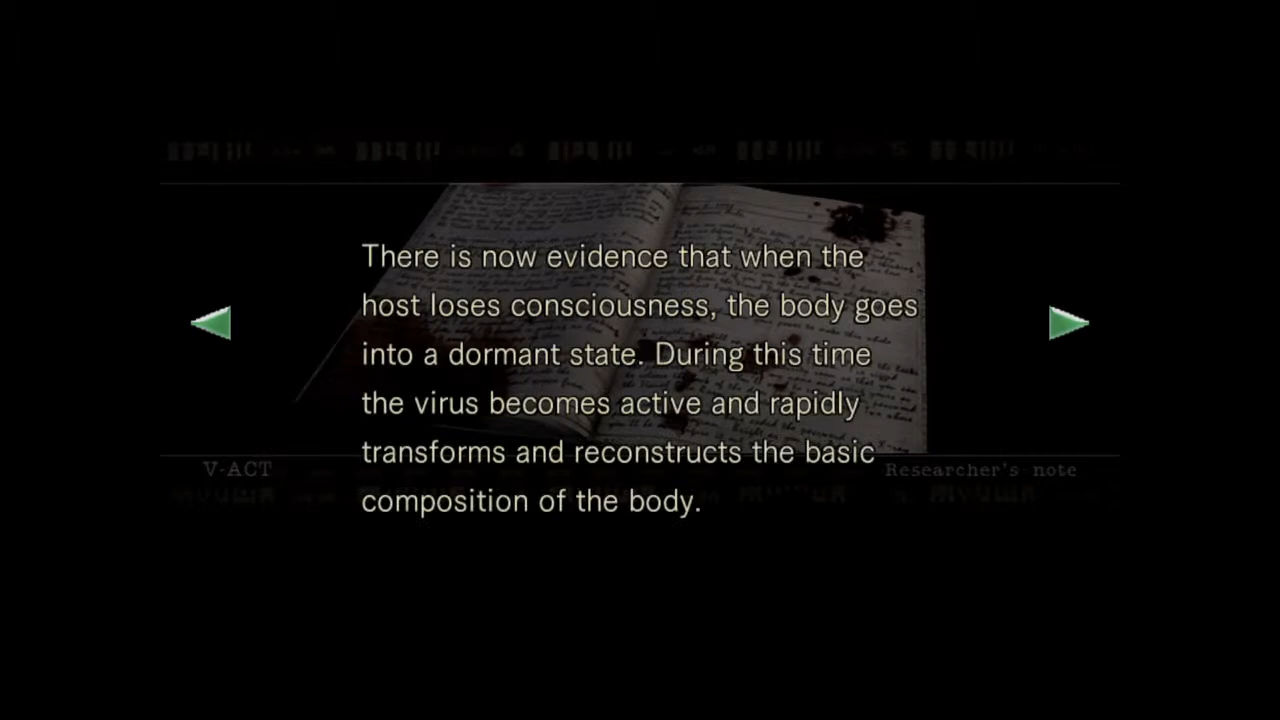 There is now evidence that when the
host loses consciousness, the body goes
into a dormant state. During this time
the virus becomes active and rapidly
transforms and reconstructs the basic
composition of the body.
V-ACT
Researcher's note